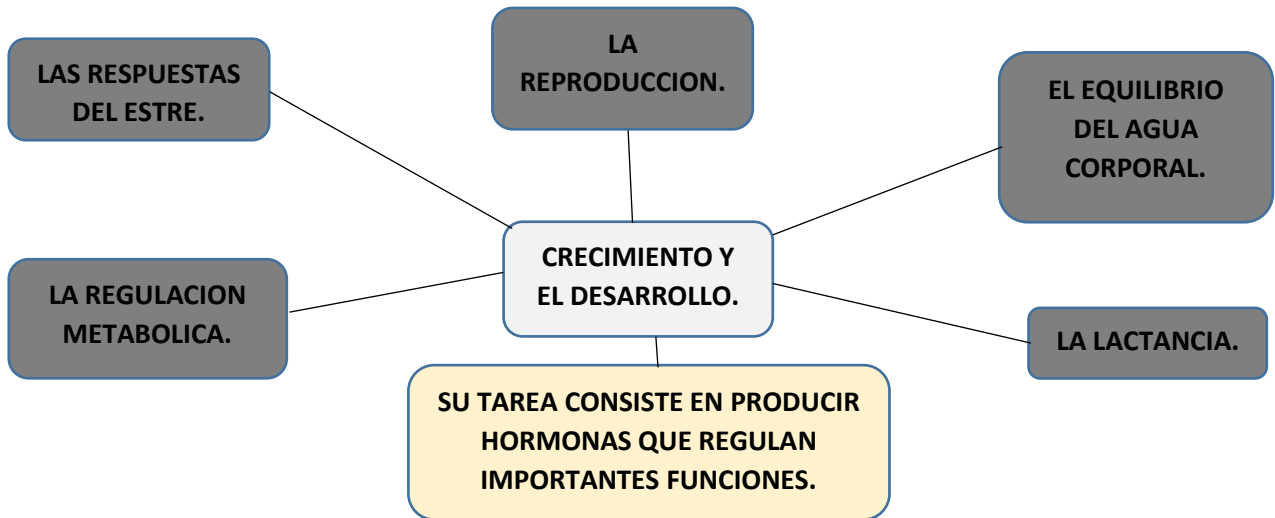 LAS RESPUESTAS
DEL ESTRE.
LA
REPRODUCCION.
EL EQUILIBRIO
DEL AGUA
CORPORAL.
CRECIMIENTO Y
EL DESARROLLO.
LA REGULACION
METABOLICA.
LA LACTANCIA.
SU TAREA CONSISTE EN PRODUCIR
HORMONAS QUE REGULAN
IMPORTANTES FUNCIONES.